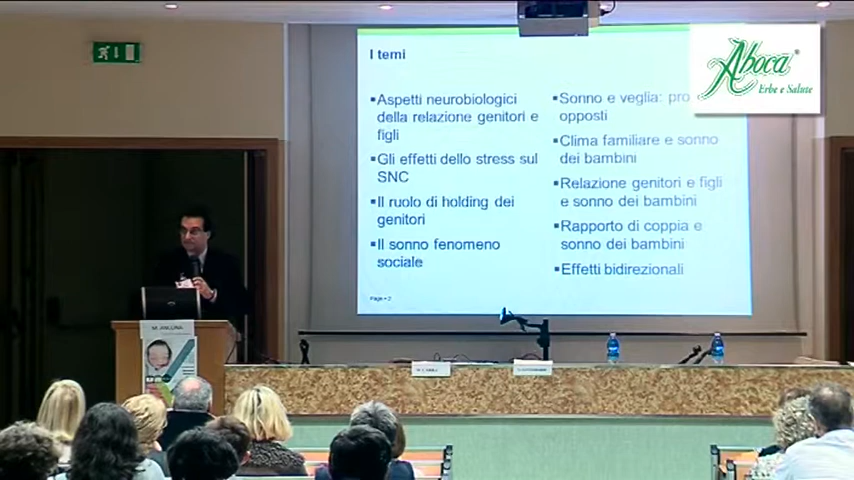 I temi
▪Aspetti neurobiologici
della relazione genitori e
figli
▪Gli effetti dello stress sul
SNC
▪Il ruolo di holding dei
genitori
▪Il sonno fenomeno
sociale
▪Sonno e veglia:
opposti
▪Clima familiare e sonno
dei bambini
▪Relazione genitori e figli
e sonno dei bambini
▪Rapporto di coppia e
sonno dei bambini
▪Effetti bidirezionali
Page ▪ 2
Aboca®
Erbe e Salute